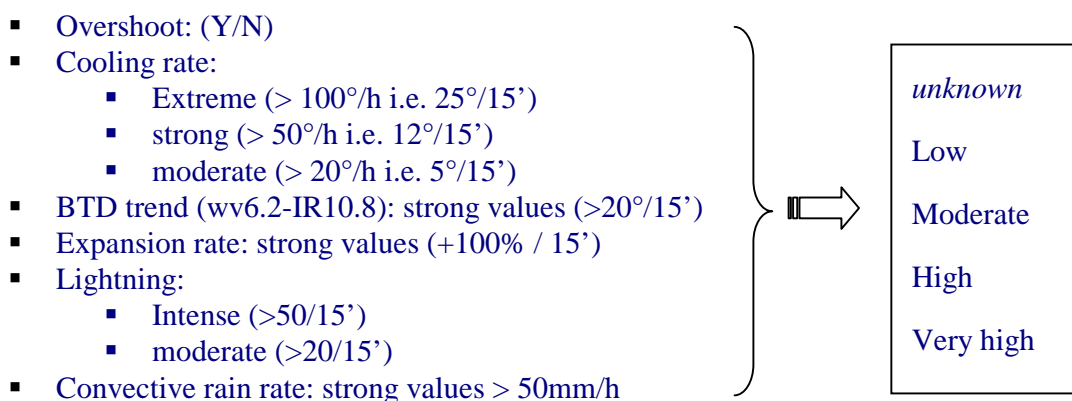 ▪ Overshoot: (Y/N)
▪ Cooling rate:
▪ Extreme (> 100°/h i.e. 25°/15’)
▪ strong (> 50°/h i.e. 12°/15’)
▪ moderate (> 20°/h i.e. 5°/15’)
▪ BTD trend (wv6.2-IR10.8): strong values (>20°/15’)
▪ Expansion rate: strong values (+100% / 15’)
▪ Lightning:
▪ Intense (>50/15’)
▪ moderate (>20/15’)
▪ Convective rain rate: strong values > 50mm/h
unknown
Low
Moderate
High
Very high